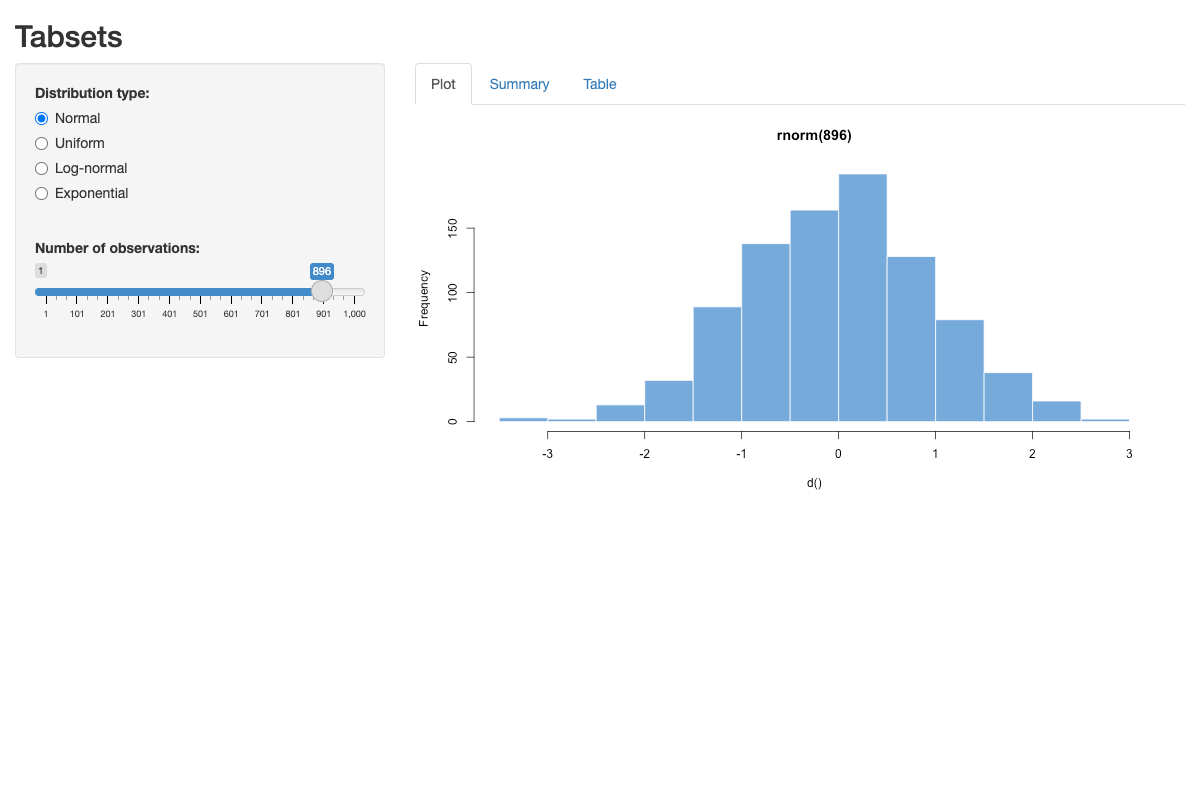 Tabsets
Distribution type:
Normal
Uniform
Log-normal
Exponential
Number of observations:
1
896
1 101 201 301 401 501 601 701 801 901 1,000
Plot Summary Table
rnorm(896)
Frequency
150
100
50
0
-3 -2 -1 0 1 2 3
d()